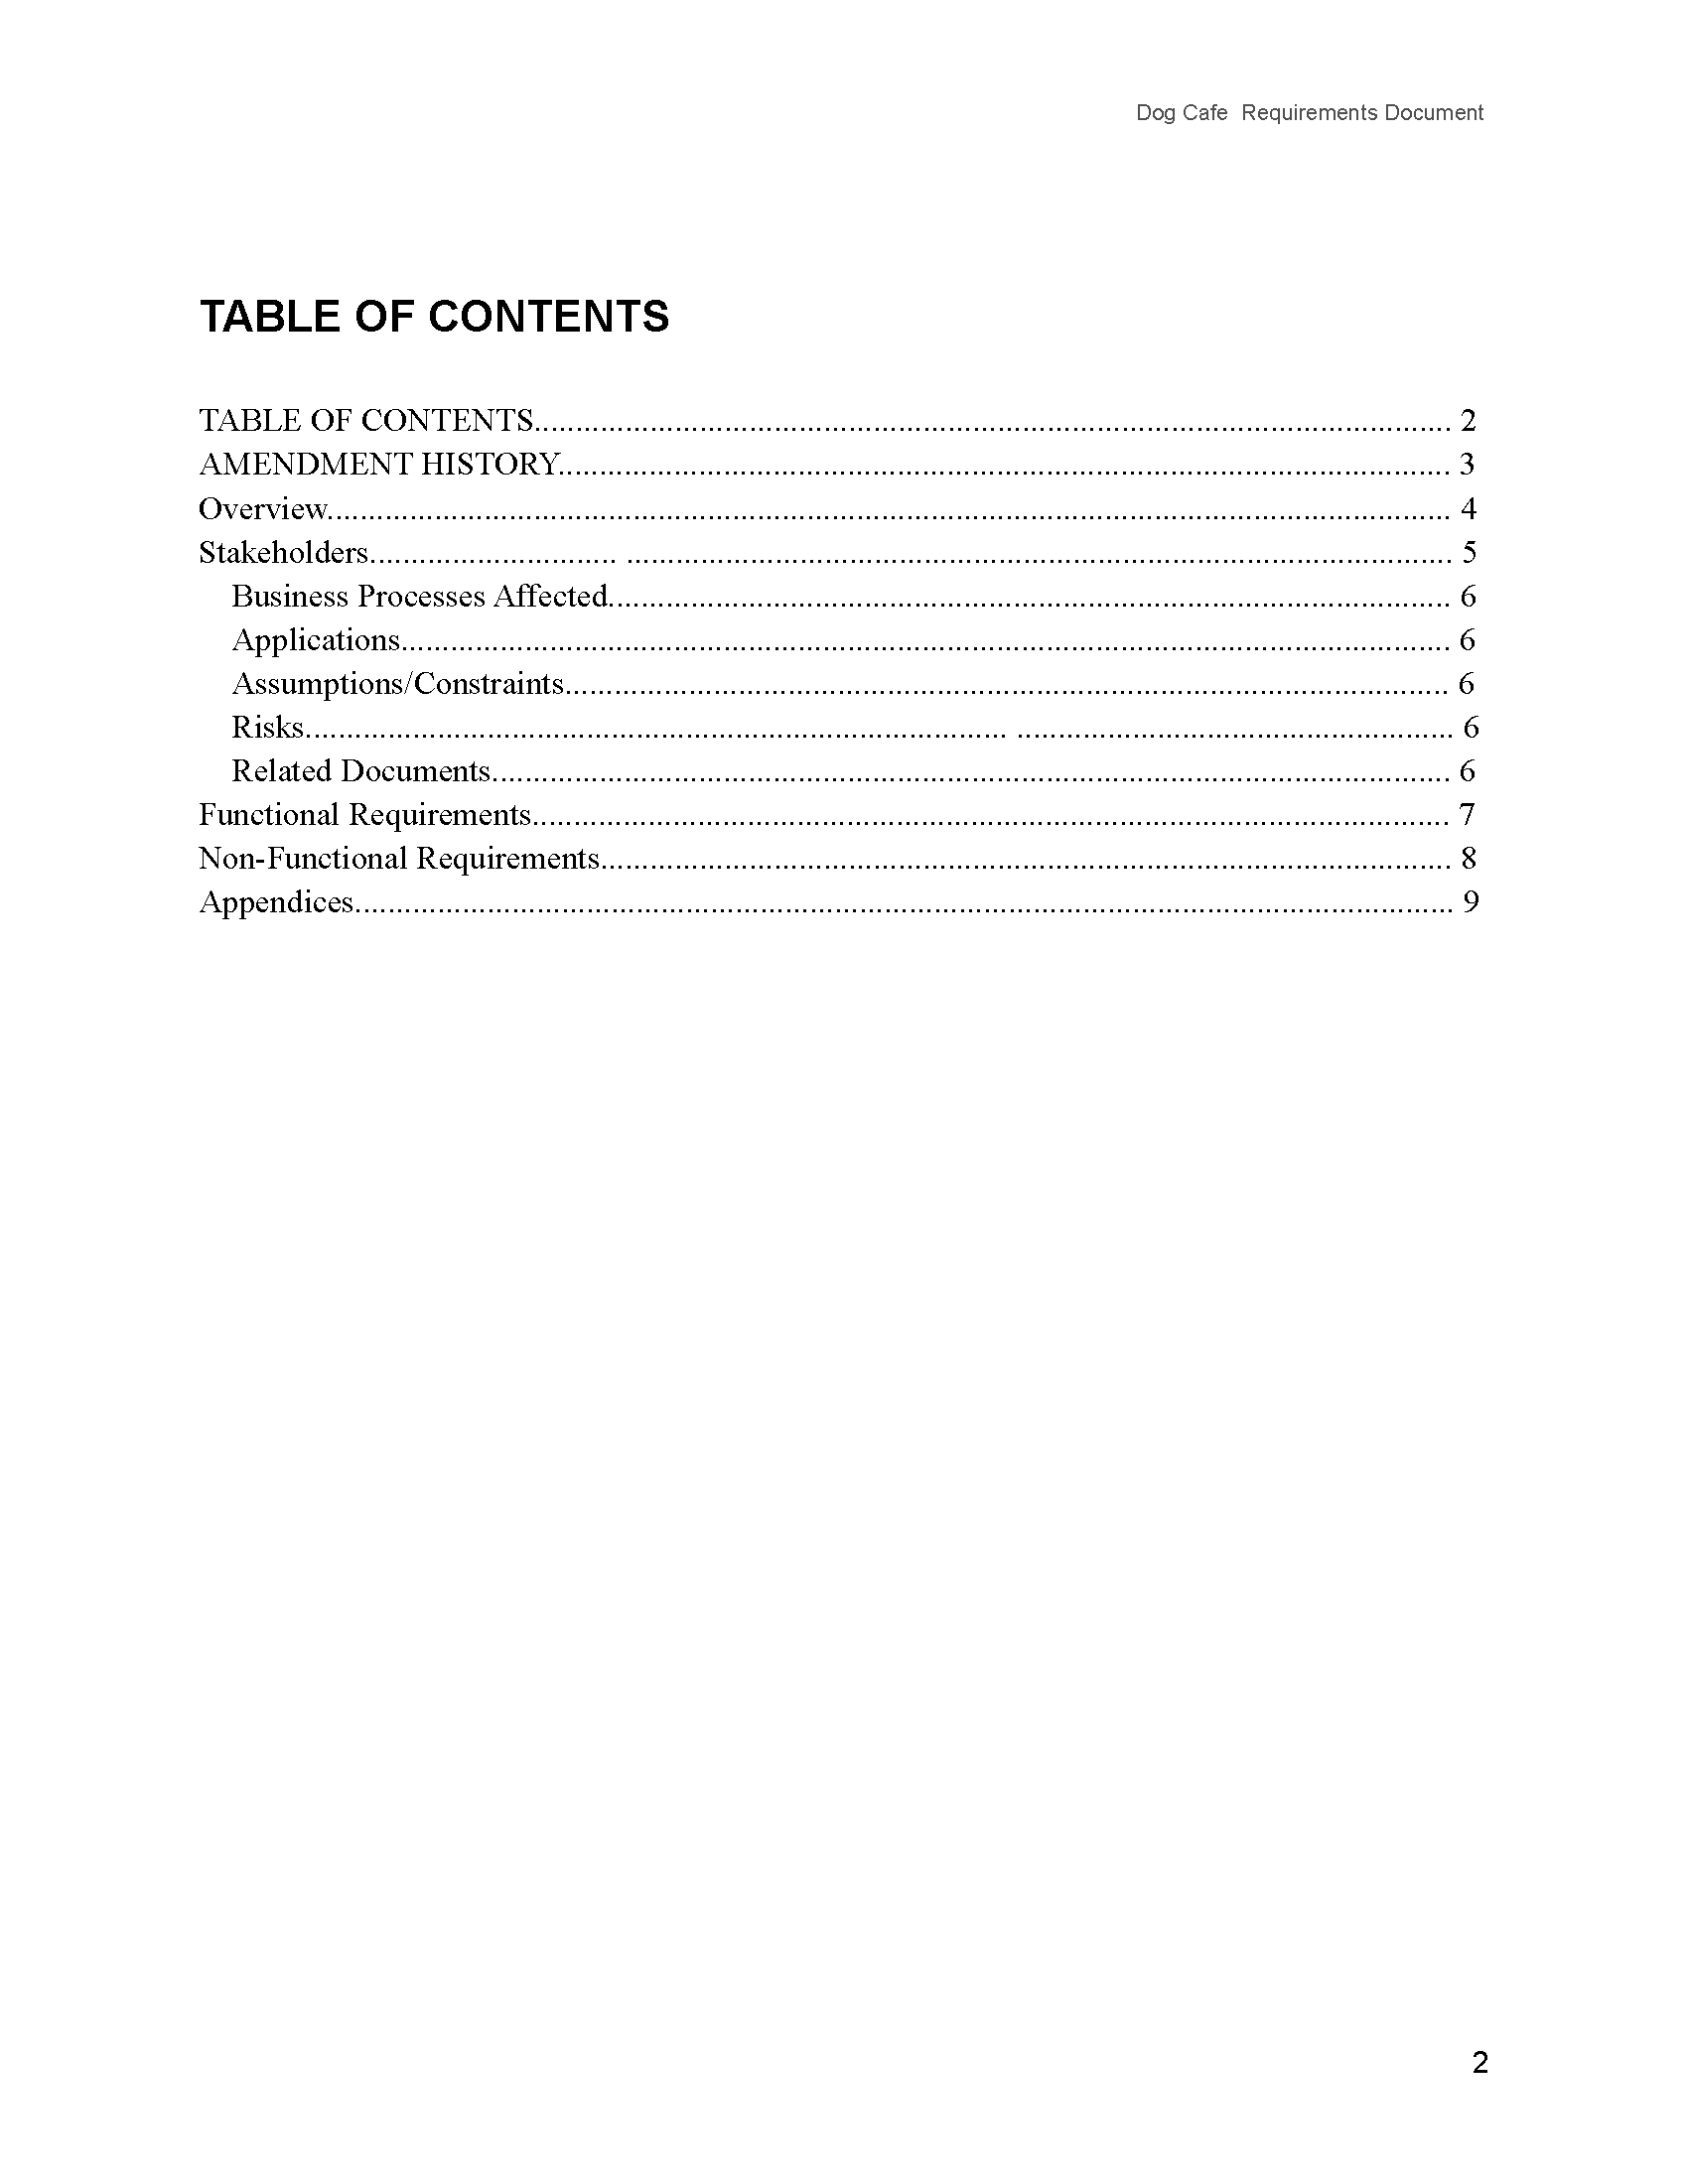 Dog Cafe  Requirements Document
TABLE OF CONTENTS
TABLE OF CONTENTS............................................................................................................... 2
AMENDMENT HISTORY............................................................................................................ 3
Overview........................................................................................................................................ 4
Stakeholders.............................. .................................................................................................... 5
Business Processes Affected...................................................................................................... 6
Applications............................................................................................................................... 6
Assumptions/Constraints........................................................................................................... 6
Risks..................................................................................... ..................................................... 6
Related Documents.................................................................................................................... 6
Functional Requirements............................................................................................................... 7
Non-Functional Requirements....................................................................................................... 8
Appendices..................................................................................................................................... 9
2